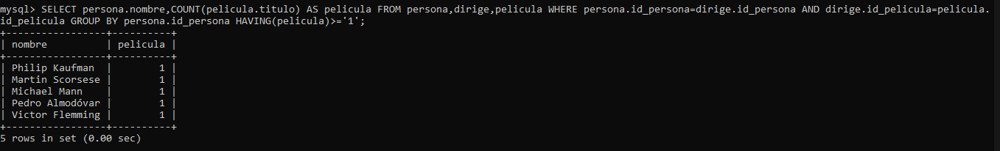 mysql> SELECT persona.nombre,COUNT(pelicula.titulo) AS pelicula FROM persona,dirige,pelicula WHERE persona.id_persona=dirige.id_persona AND dirige.id_pelicula=pelicula.
id_pelicula GROUP BY persona.id_persona HAVING(pelicula)>='1';
+-----------------+----------+
| nombre          | pelicula |
+-----------------+----------+
| Philip Kaufman  |        1 |
| Martin Scorsese |        1 |
| Michael Mann    |        1 |
| Pedro Almodóvar |        1 |
| Victor Flemming |        1 |
+-----------------+----------+
5 rows in set (0.00 sec)